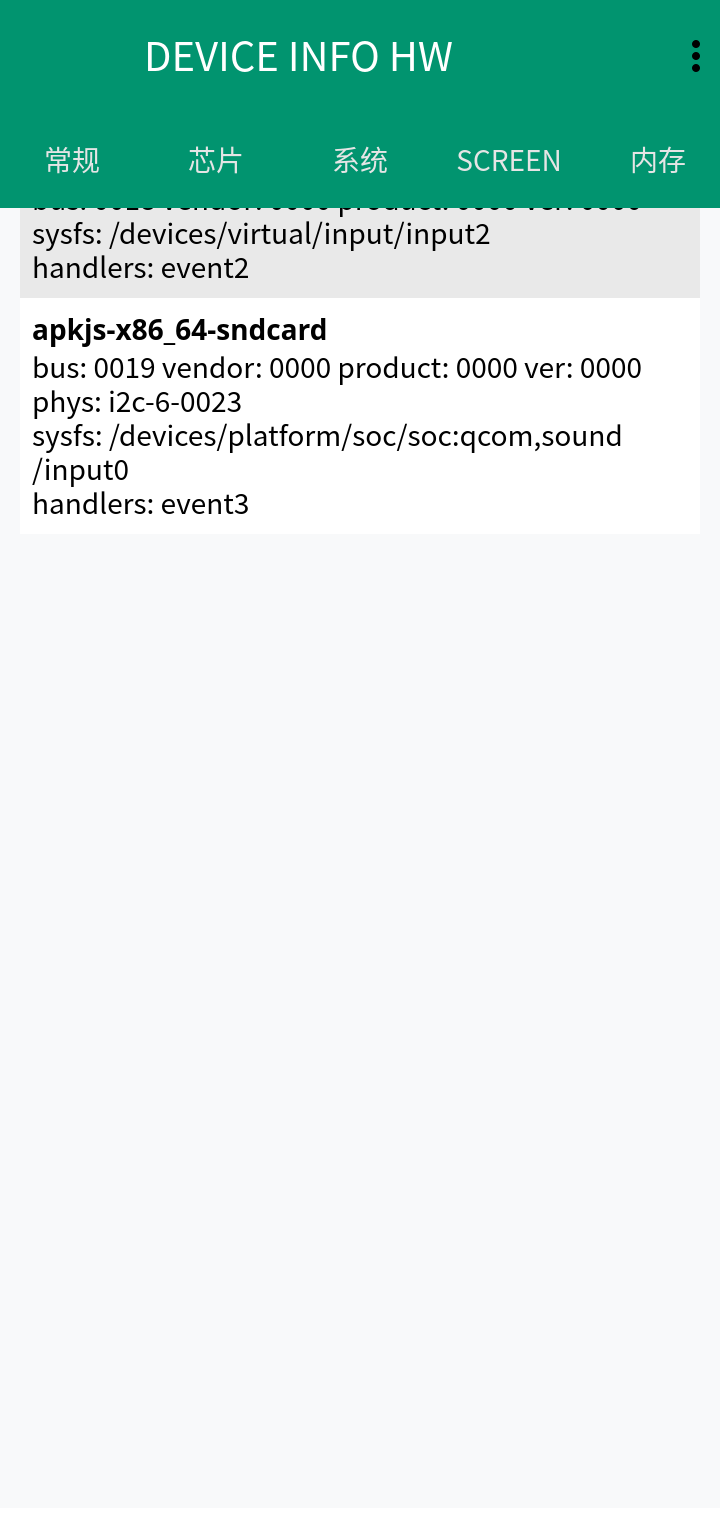 DEVICE INFO HW
常规 芯片 系统 SCREEN 内存
sysfs: /devices/virtual/input/input2
handlers: event2
apkjs-x86_64-sndcard
bus: 0019 vendor: 0000 product: 0000 ver: 0000
phys: i2c-6-0023
sysfs: /devices/platform/soc/soc:qcom,sound
/input0
handlers: event3